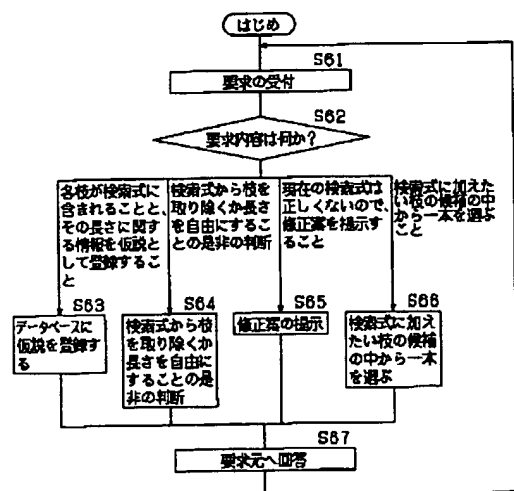 はじめ
S61
要求の受付
S62
要求内容は何か?
各枝が検索式に
含まれることと、
その長さに関す
る情報を仮説と
して登録するこ
と
検索式から枝を
取り除くか長さ
を自由にするこ
との是非の判断
現在の検索式は
正しくないので、
修正案を提示す
ること
検索式に加えた
い枝の候補の中
から一本を選ぶ
こと
S63
データベースに
仮説を登録す
る
S64
検索式から枝
を取り除くか
長さを自由に
することの是
非の判断
S65
修正案の提示
S66
検索式に加え
たい枝の候補
の中から一本
を選ぶ
S67
要求元へ回答